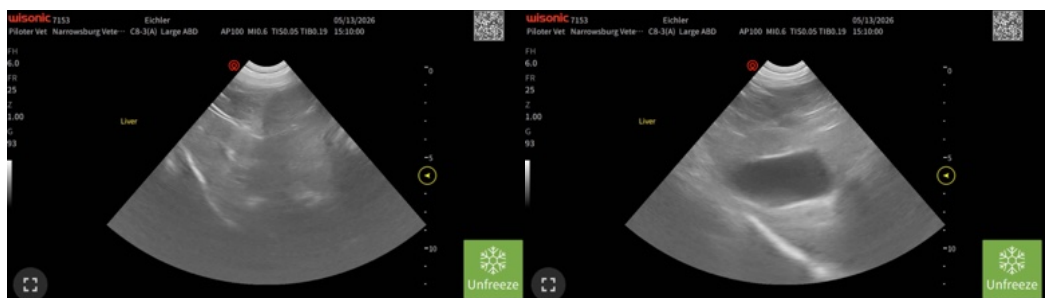 wisonic 7153 Eichler 05/13/2026
Piloter Vet Narrowsburg Vete··· C8-3(A) Large ABD AP100 MI0.6 TIS0.05 TIB0.19 15:10:00
FH
6.0
FR
25
Z
1.00
G
93
Liver
0
5
10
Unfreeze
wisonic 7153 Eichler 05/13/2026
Piloter Vet Narrowsburg Vete··· C8-3(A) Large ABD AP100 MI0.6 TIS0.05 TIB0.19 15:10:00
FH
6.0
FR
25
Z
1.00
G
93
Liver
0
5
10
Unfreeze